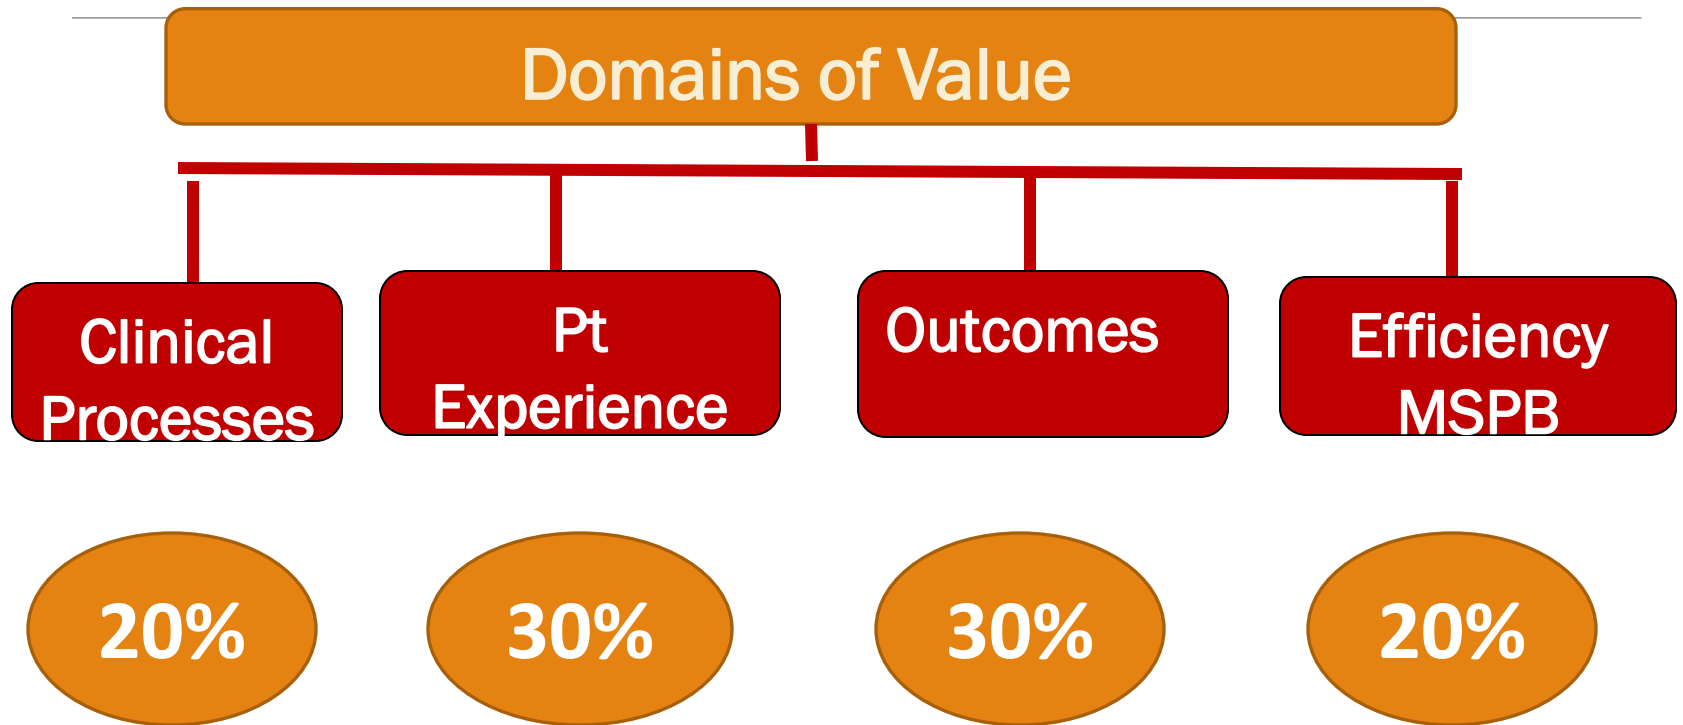 Domains of Value
Clinical
Processes
Pt
Experience
Outcomes
Efficiency
MSPB
20%
30%
30%
20%